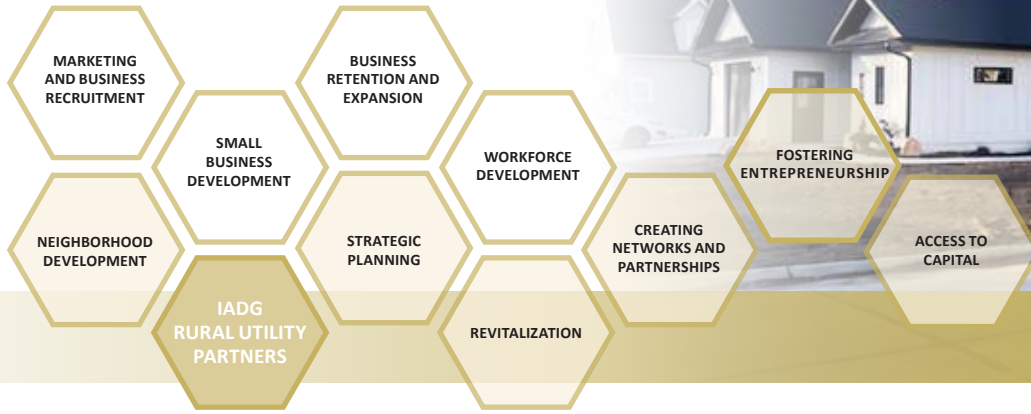 MARKETING
AND BUSINESS
RECRUITMENT
BUSINESS
RETENTION AND
EXPANSION
SMALL
BUSINESS
DEVELOPMENT
WORKFORCE
DEVELOPMENT
FOSTERING
ENTREPRENEURSHIP
NEIGHBORHOOD
DEVELOPMENT
STRATEGIC
PLANNING
CREATING
NETWORKS AND
PARTNERSHIPS
ACCESS TO
CAPITAL
IADG
RURAL UTILITY
PARTNERS
REVITALIZATION